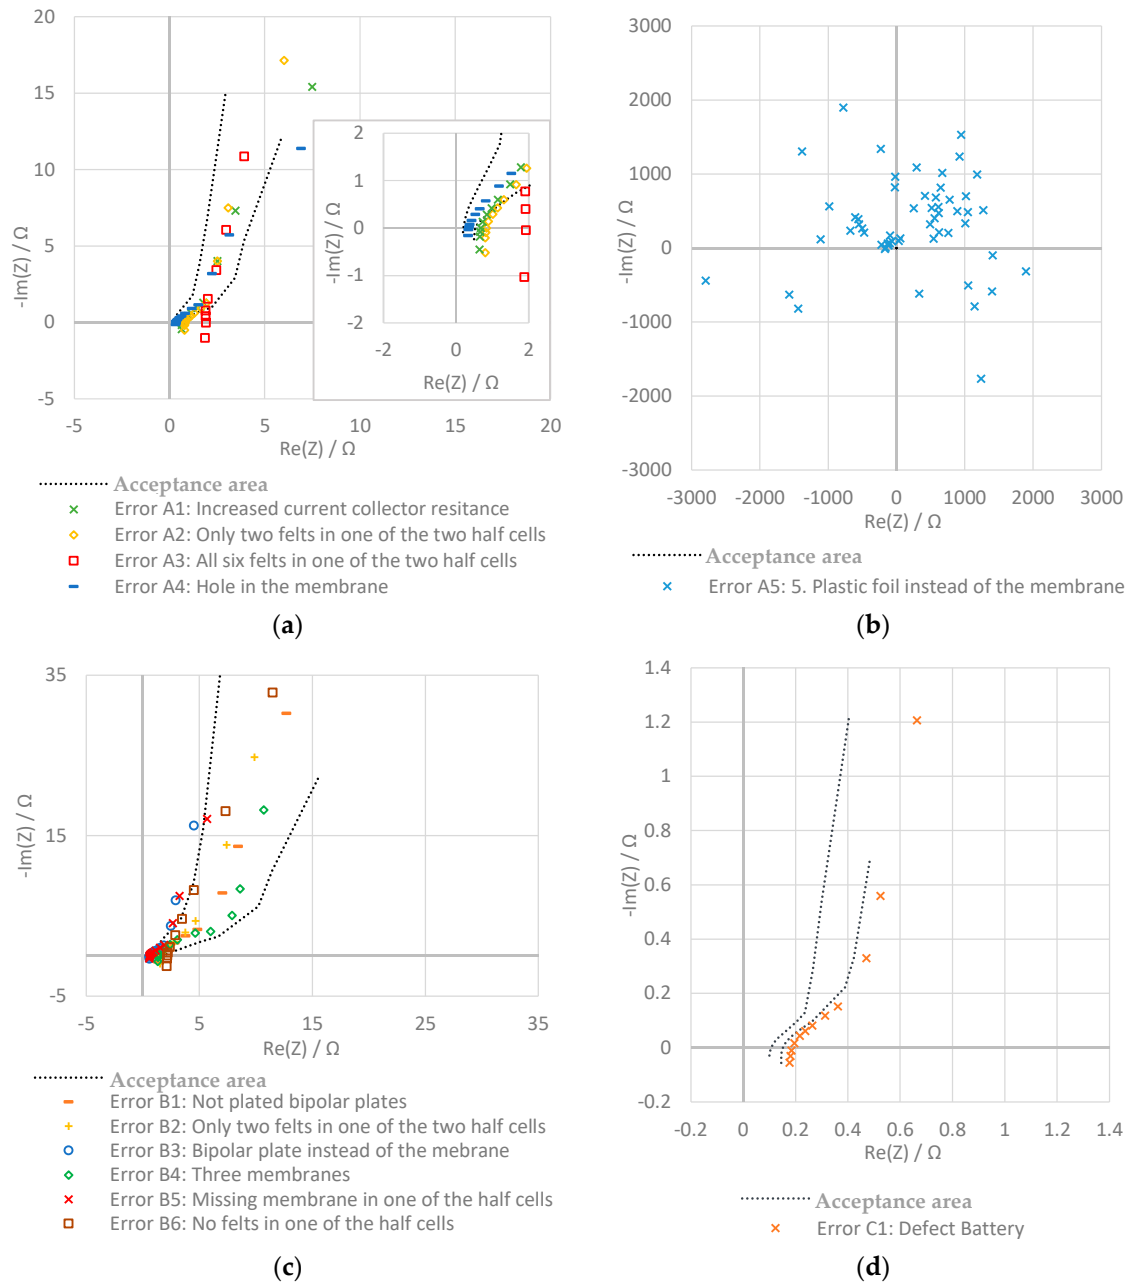 20
15
10
5
0
-5
-Im(Z) / Ω
-5
0
5
10
15
20
Re(Z) / Ω
2
1
0
-1
-2
-Im(Z) / Ω
-2
0
2
Re(Z) / Ω
Acceptance area
Error A1: Increased current collector resitance
Error A2: Only two felts in one of the two half cells
Error A3: All six felts in one of the two half cells
Error A4: Hole in the membrane
(a)
3000
2000
1000
0
-1000
-2000
-3000
-Im(Z) / Ω
-3000
-2000
-1000
0
1000
2000
3000
Re(Z) / Ω
Acceptance area
Error A5: 5. Plastic foil instead of the membrane
(b)
35
15
-5
-Im(Z) / Ω
-5
5
15
25
35
Re(Z) / Ω
Acceptance area
Error B1: Not plated bipolar plates
Error B2: Only two felts in one of the two half cells
Error B3: Bipolar plate instead of the mebrane
Error B4: Three membranes
Error B5: Missing membrane in one of the half cells
Error B6: No felts in one of the half cells
(c)
1.4
1.2
1
0.8
0.6
0.4
0.2
0
-0.2
-Im(Z) / Ω
-0.2
0
0.2
0.4
0.6
0.8
1
1.2
1.4
Re(Z) / Ω
Acceptance area
Error C1: Defect Battery
(d)